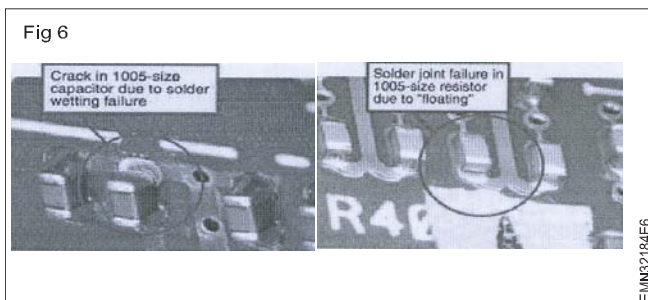 Fig 6
Crack in 1005-size
capacitor due to solder
wetting failure
Solder joint failure in
1005-size resistor
due to "floating"
R40
EMN32184F6